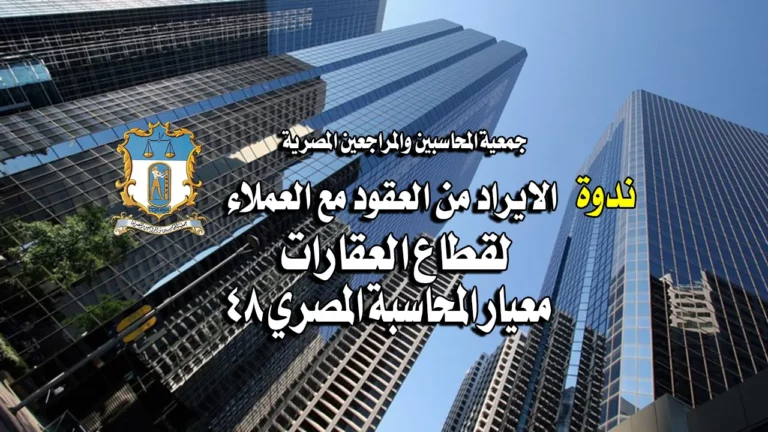 جمعية المحاسبين والمراجعين المصرية
ندوة الايراد من العقود مع العملاء
لقطاع العقارات
معيار المحاسبة المصري ٤٨